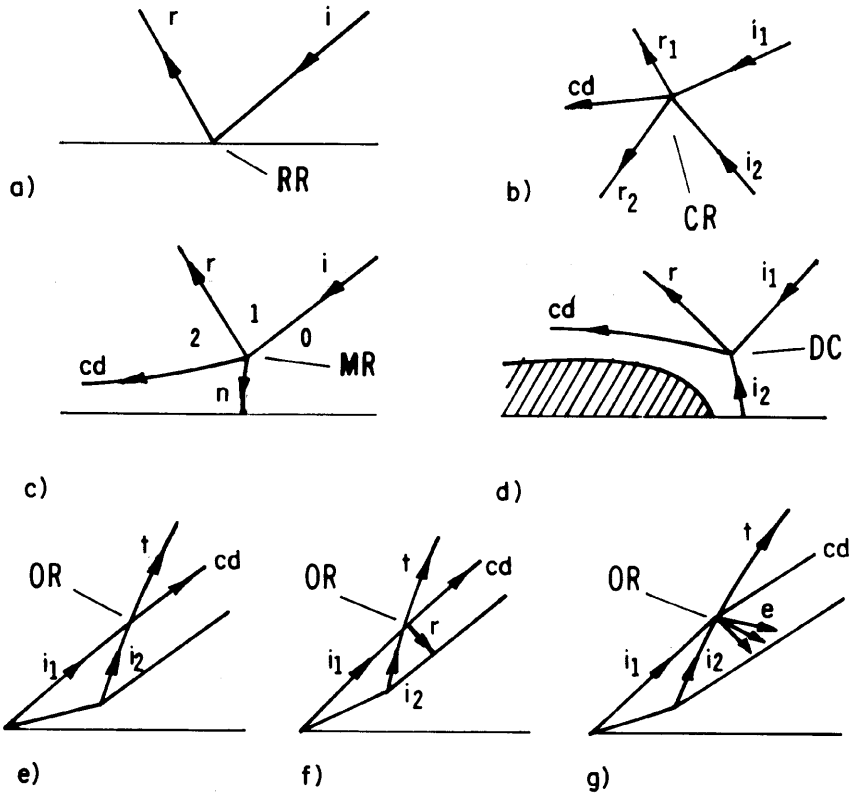 r i
RR
a)
r1 i1
cd
r2 i2
CR
b)
r i
2 1 0
cd
MR
n
c)
r i1
cd
DC
i2
d)
t
cd
OR
i1 i2
e)
t
cd
OR
r
i1
i2
f)
t
cd
OR
e
i1 i2
g)